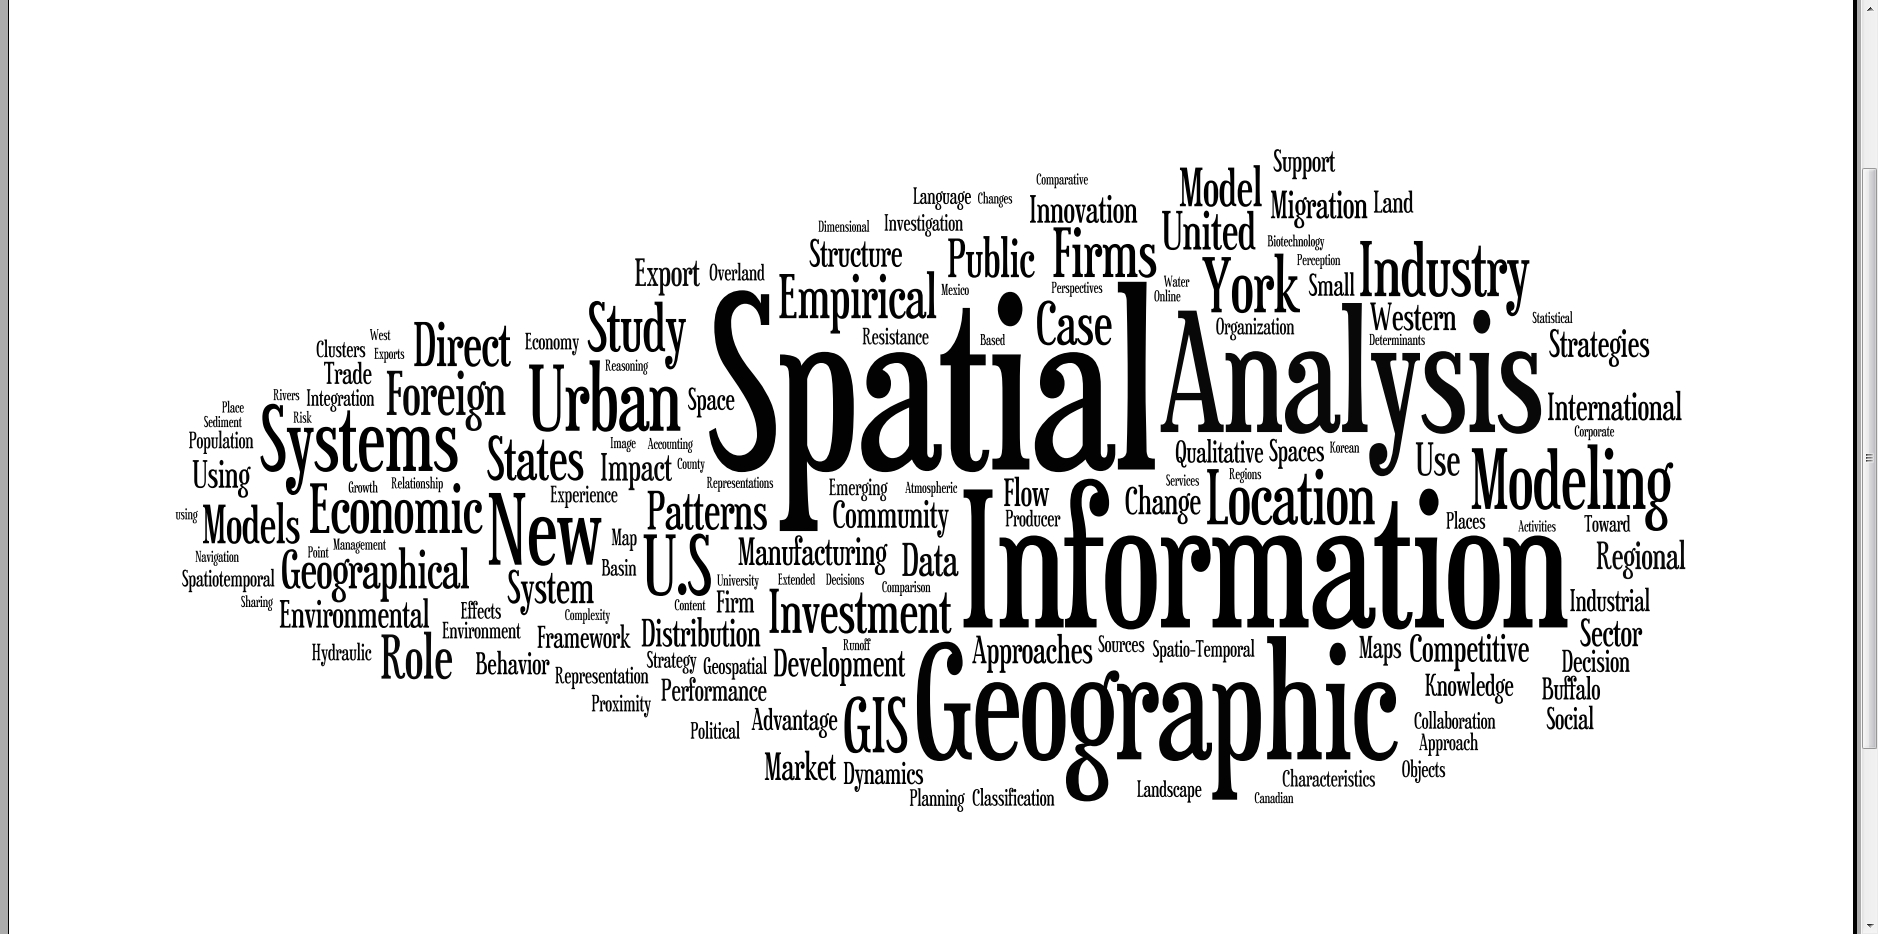 Support
Comparative
Model
Language Changes
Innovation
Migration Land
Dimensional
Investigation
United
Structure
Public
Firms
Biotechnology
Perception
Export Overland
Empirical
Mexico
Perspectives
Water
Online
York
Small
Industry
Study
Resistance
Based
Case
Organization
Western
Determinants
Statistical
Strategies
West
Clusters
Exports
Direct
Economy
Reasoning
Trade
Spatial
Analysis
Rivers
Integration
Foreign
Urban
Space
International
Corporate
Place
Sediment
Risk
Population
Systems
States
Image
Accounting
Impact
County
Qualitative Spaces
Korean
Use
Modeling
Using
Growth
Relationship
Experience
Representations
Emerging
Atmospheric
Flow
Services
Regions
Change
Location
using
Models
Economic
New
Patterns
Community
Producer
Information
Places
Activities
Toward
Navigation
Point
Management
Map
Basin
U.S
Manufacturing
Data
Regional
Spatiotemporal
Geographical
System
University
Extended
Decisions
Comparison
Sharing
Environmental
Effects
Complexity
Content
Firm
Investment
Industrial
Environment
Framework
Distribution
Runoff
Approaches
Sources
Spatio-Temporal
Maps
Competitive
Sector
Hydraulic
Role
Behavior
Representation
Strategy
Geospatial
Development
Decision
Proximity
Performance
Geographic
Knowledge
Buffalo
Political
Advantage
GIS
Collaboration
Social
Approach
Market
Dynamics
Characteristics
Objects
Planning
Classification
Landscape
Canadian